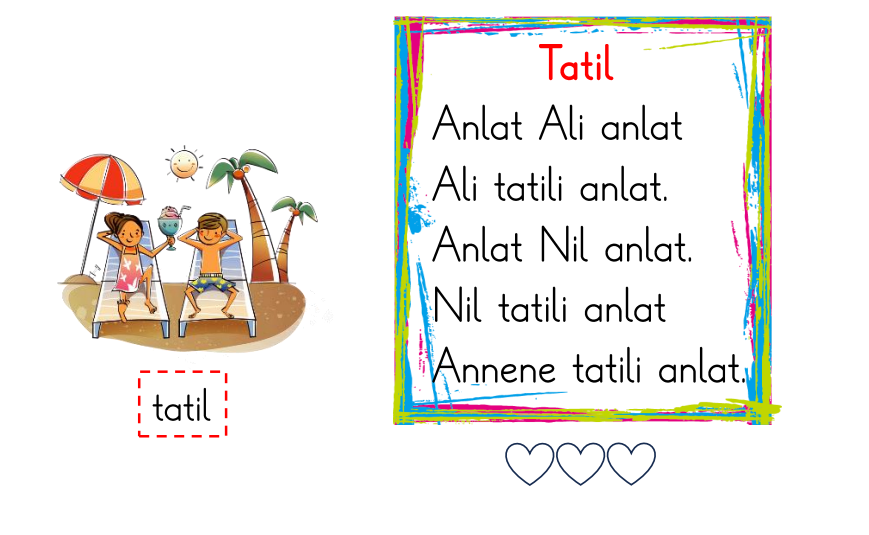 Tatil
Anlat Ali anlat
Ali tatili anlat.
Anlat Nil anlat.
Nil tatili anlat
Annene tatili anlat.
tatil